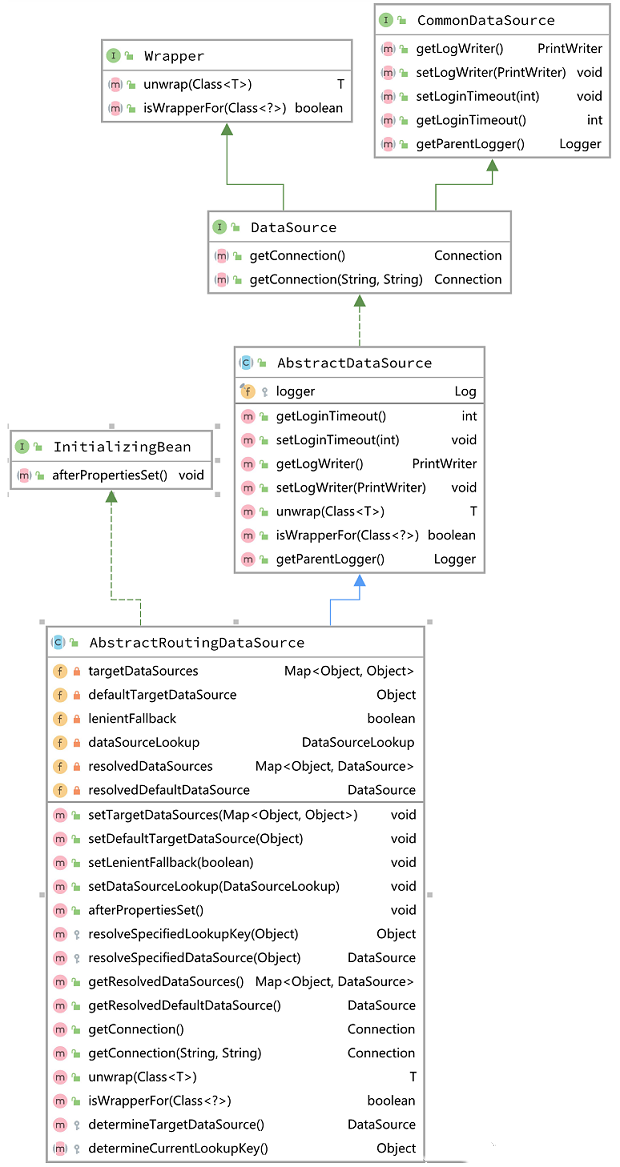 CommonDataSource
getLogWriter() PrintWriter
setLogWriter(PrintWriter) void
setLoginTimeout(int) void
getLoginTimeout() int
getParentLogger() Logger
Wrapper
unwrap(Class<T>) T
isWrapperFor(Class<?>) boolean
DataSource
getConnection() Connection
getConnection(String, String) Connection
AbstractDataSource
logger Log
getLoginTimeout() int
setLoginTimeout(int) void
getLogWriter() PrintWriter
setLogWriter(PrintWriter) void
unwrap(Class<T>) T
isWrapperFor(Class<?>) boolean
getParentLogger() Logger
InitializingBean
afterPropertiesSet() void
AbstractRoutingDataSource
targetDataSources Map<Object, Object>
defaultTargetDataSource Object
lenientFallback boolean
dataSourceLookup DataSourceLookup
resolvedDataSources Map<Object, DataSource>
resolvedDefaultDataSource DataSource
setTargetDataSources(Map<Object, Object>) void
setDefaultTargetDataSource(Object) void
setLenientFallback(boolean) void
setDataSourceLookup(DataSourceLookup) void
afterPropertiesSet() void
resolveSpecifiedLookupKey(Object) Object
resolveSpecifiedDataSource(Object) DataSource
getResolvedDataSources() Map<Object, DataSource>
getResolvedDefaultDataSource() DataSource
getConnection() Connection
getConnection(String, String) Connection
unwrap(Class<T>) T
isWrapperFor(Class<?>) boolean
determineTargetDataSource() DataSource
determineCurrentLookupKey() Object